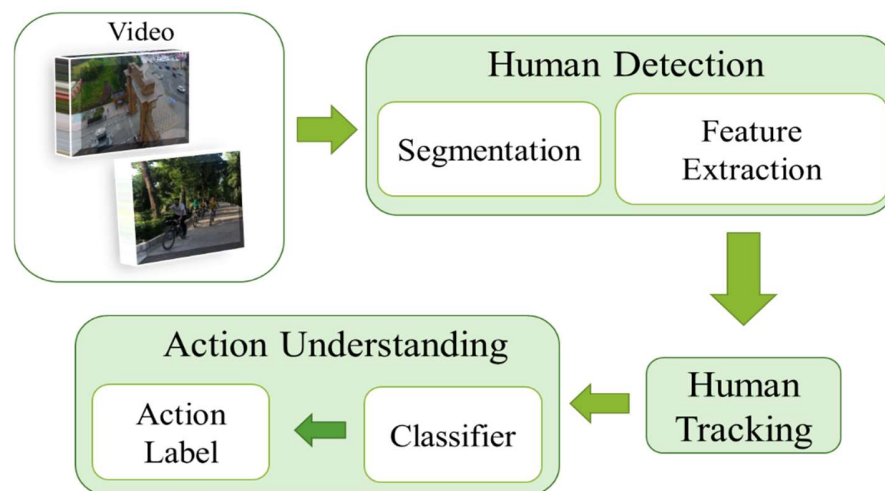 Video
Human Detection
Segmentation
Feature
Extraction
Human
Tracking
Action Understanding
Classifier
Action
Label